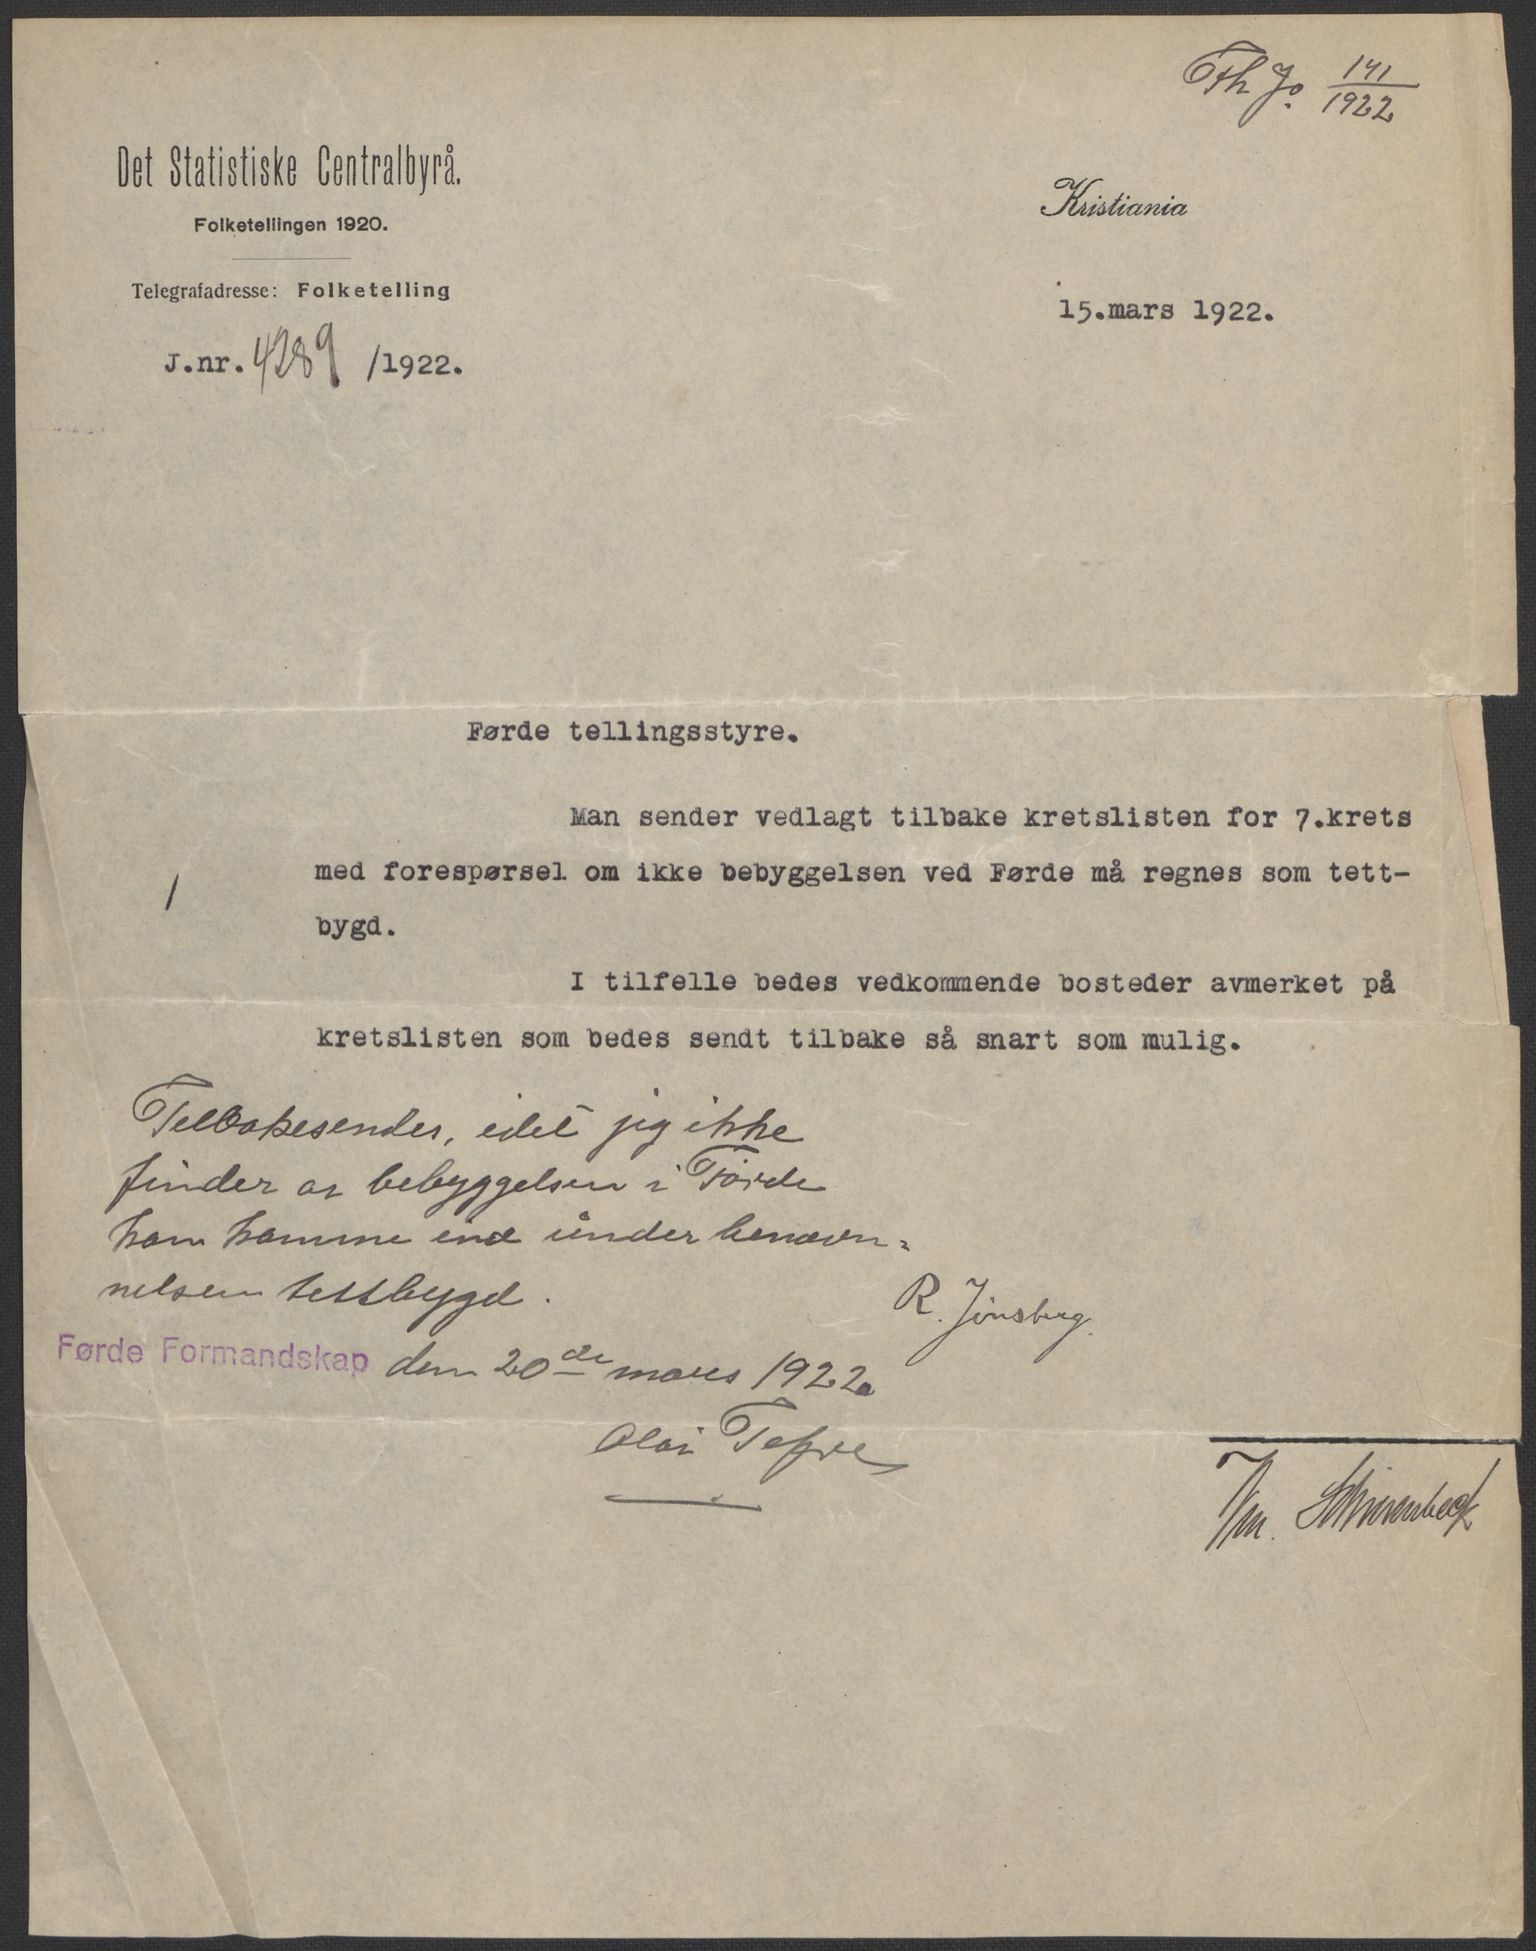 Fth Jo. 141/1922
Det Statistiske Centralbyrå.
Folketellingen 1920.
Telegrafadresse: Folketelling
J.nr. 4289 /1922.
Kristiania
15.mars 1922.
Førde tellingsstyre.
Man sender vedlagt tilbake kretslisten for 7.krets
med forespørsel om ikke bebyggelsen ved Førde må regnes som tett-
bygd.
1
I tilfelle bedes vedkommende bosteder avmerket på
kretslisten som bedes sendt tilbake så snart som mulig.
Tilbakesendes, idet jeg ikke
finder at bebyggelsen i Førde
kan komme ind under benævn=
nelsen tettbygd.
R.
Førde Formandskap den 20de mars 1922.
Olai